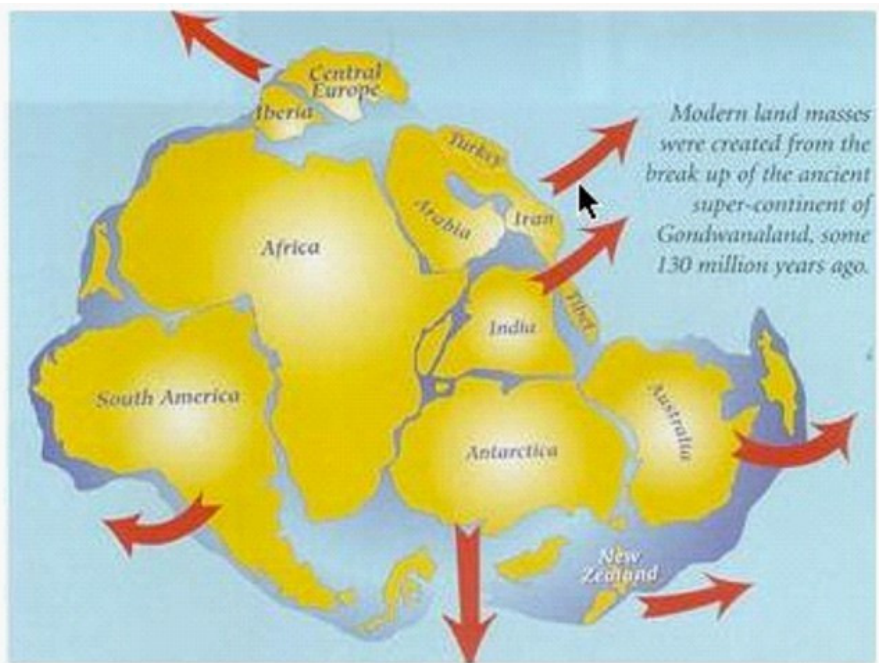 Central
Europe
Iberia
Turkey
Arabia
Iran
Africa
Tibet
India
South America
Australia
Antarctica
New
Zealand
Modern land masses
were created from the
break up of the ancient
super-continent of
Gondwanaland, some
130 million years ago.